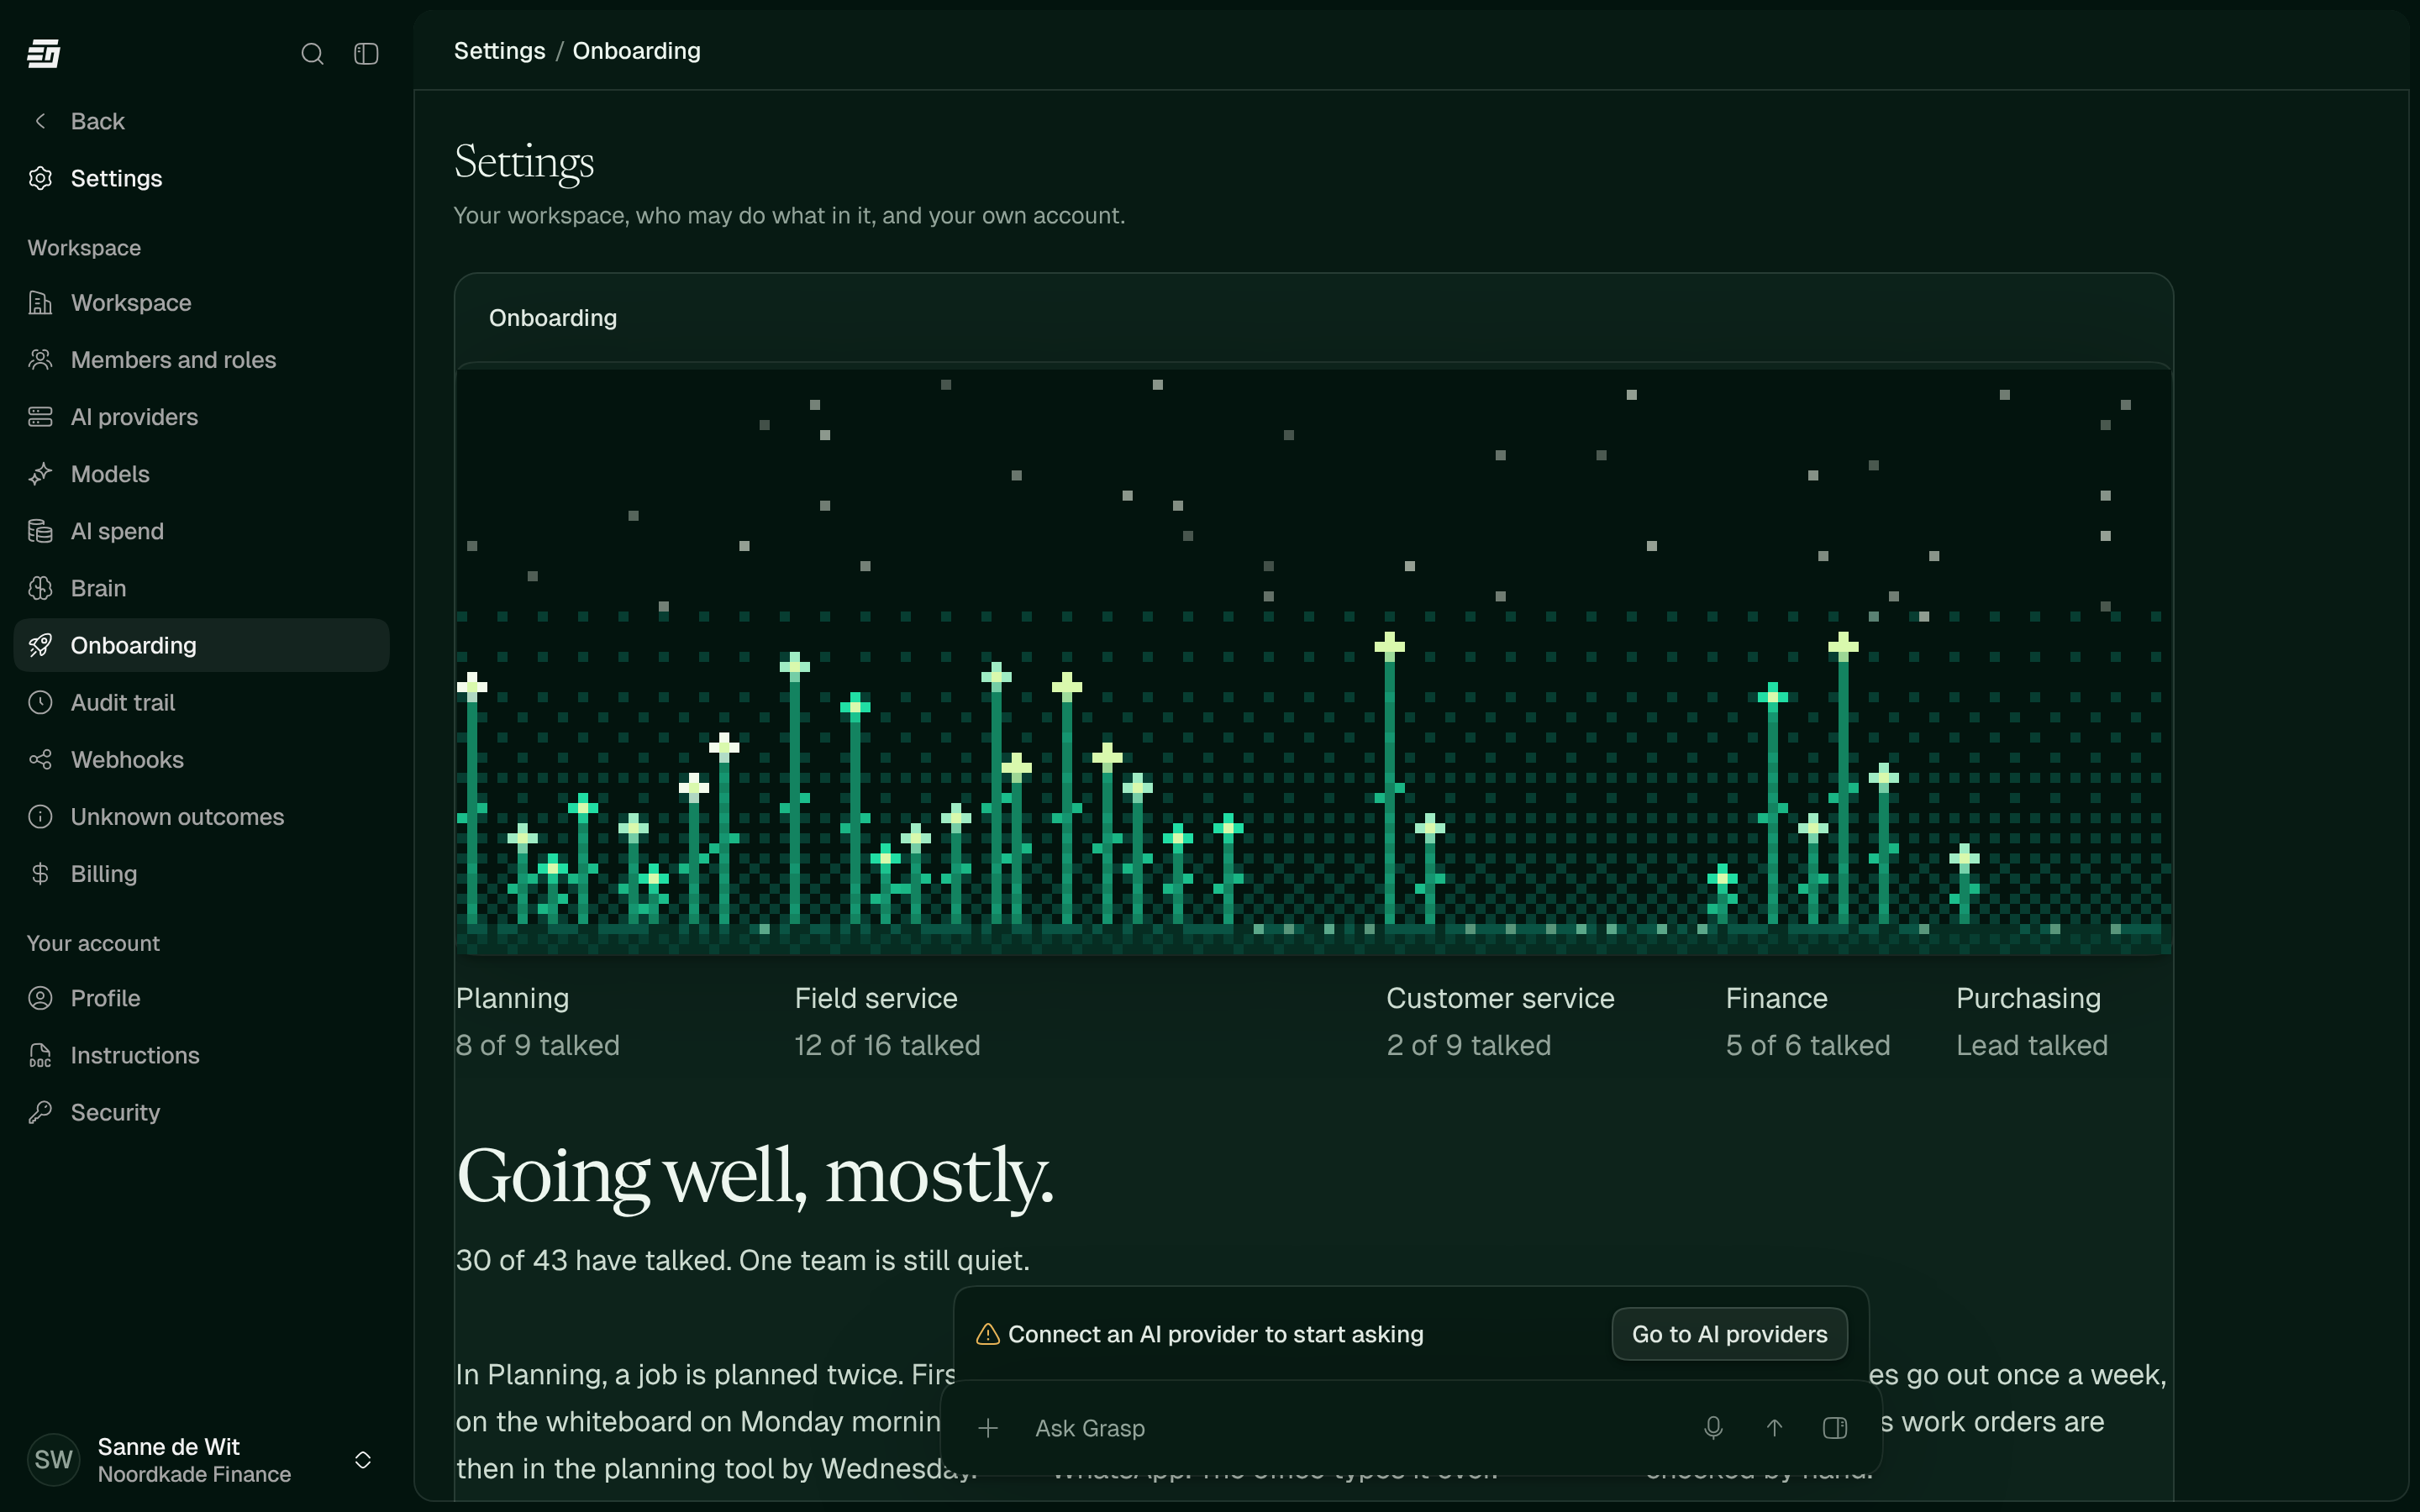 Back
Settings
Workspace
Workspace
Members and roles
AI providers
Models
AI spend
Brain
Onboarding
Audit trail
Webhooks
Unknown outcomes
Billing
Your account
Profile
Instructions
Security
SW
Sanne de Wit
Noordkade Finance
Settings / Onboarding
Settings
Your workspace, who may do what in it, and your own account.
Onboarding
Planning
8 of 9 talked
Field service
12 of 16 talked
Customer service
2 of 9 talked
Finance
5 of 6 talked
Purchasing
Lead talked
Going well, mostly.
30 of 43 have talked. One team is still quiet.
In Planning, a job is planned twice.
on the whiteboard on Monday
then in the planning tool by Wednesday.
go out once a week,
work orders are
Connect an AI provider to start asking
Go to AI providers
Ask Grasp